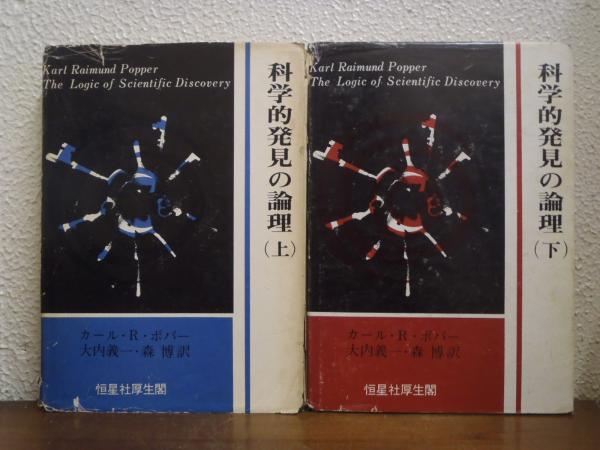 Karl Raimund Popper
The Logic of Scientific Discovery
科学的発見の論理(上)
カール・R・ポパー
大内義一・森 博訳
恒星社厚生閣
Karl Raimund Popper
The Logic of Scientific Discovery
科学的発見の論理(下)
カール・R・ポパー
大内義一・森 博訳
恒星社厚生閣